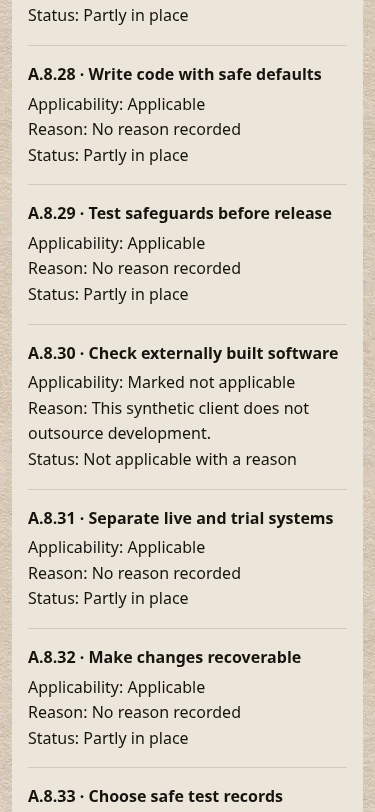 Status: Partly in place
A.8.28 · Write code with safe defaults
Applicability: Applicable
Reason: No reason recorded
Status: Partly in place
A.8.29 · Test safeguards before release
Applicability: Applicable
Reason: No reason recorded
Status: Partly in place
A.8.30 · Check externally built software
Applicability: Marked not applicable
Reason: This synthetic client does not
outsource development.
Status: Not applicable with a reason
A.8.31 · Separate live and trial systems
Applicability: Applicable
Reason: No reason recorded
Status: Partly in place
A.8.32 · Make changes recoverable
Applicability: Applicable
Reason: No reason recorded
Status: Partly in place
A.8.33 · Choose safe test records